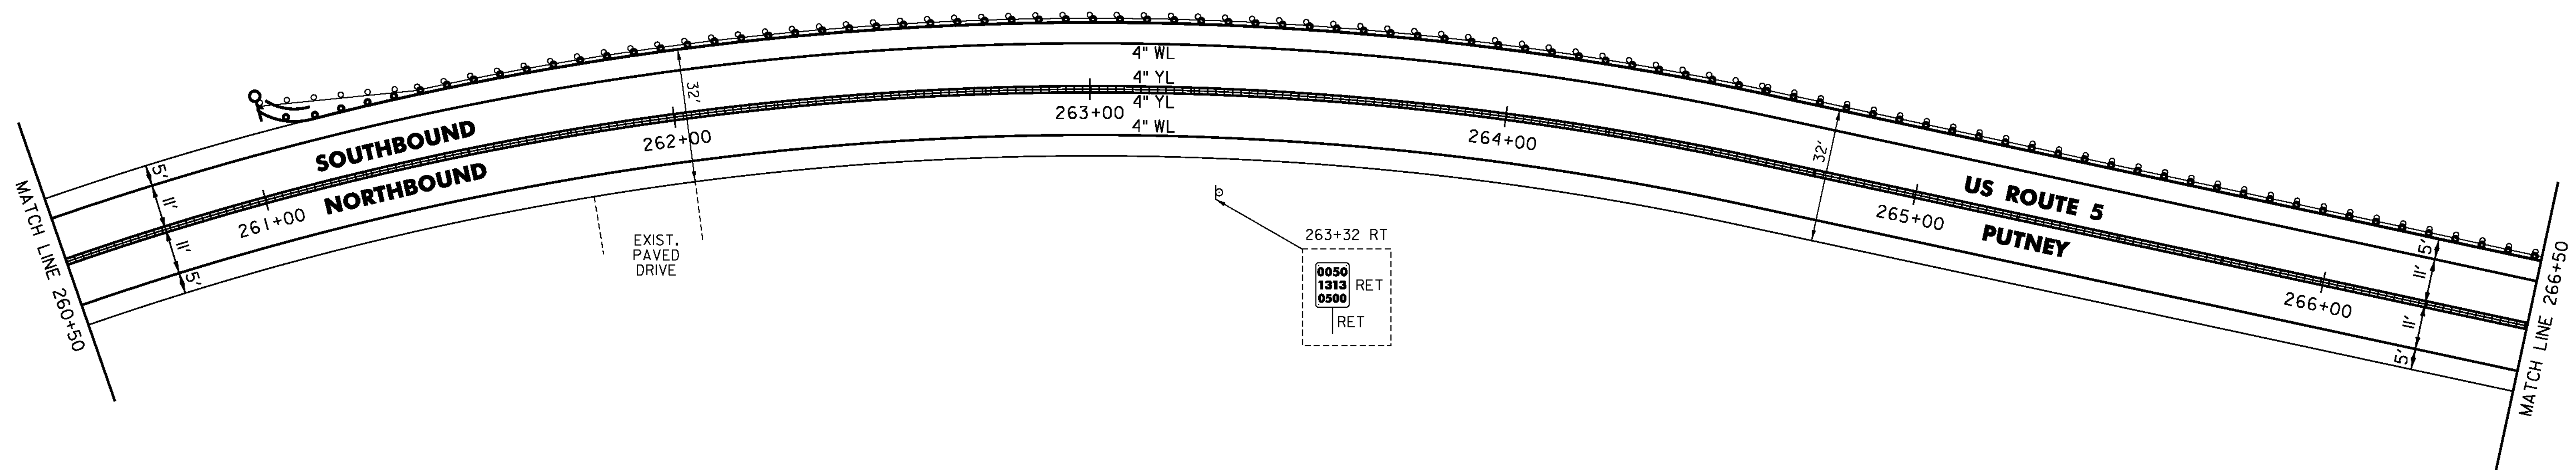 4" WL
4" YL
4" YL
4" WL
32'
SOUTHBOUND
NORTHBOUND
261+00
262+00
263+00
264+00
265+00
266+00
5'
11'
11'
5'
MATCH LINE 260+50
EXIST.
PAVED
DRIVE
263+32 RT
0050
1313
0500
RET
RET
32'
US ROUTE 5
PUTNEY
5'
11'
11'
5'
MATCH LINE 266+50